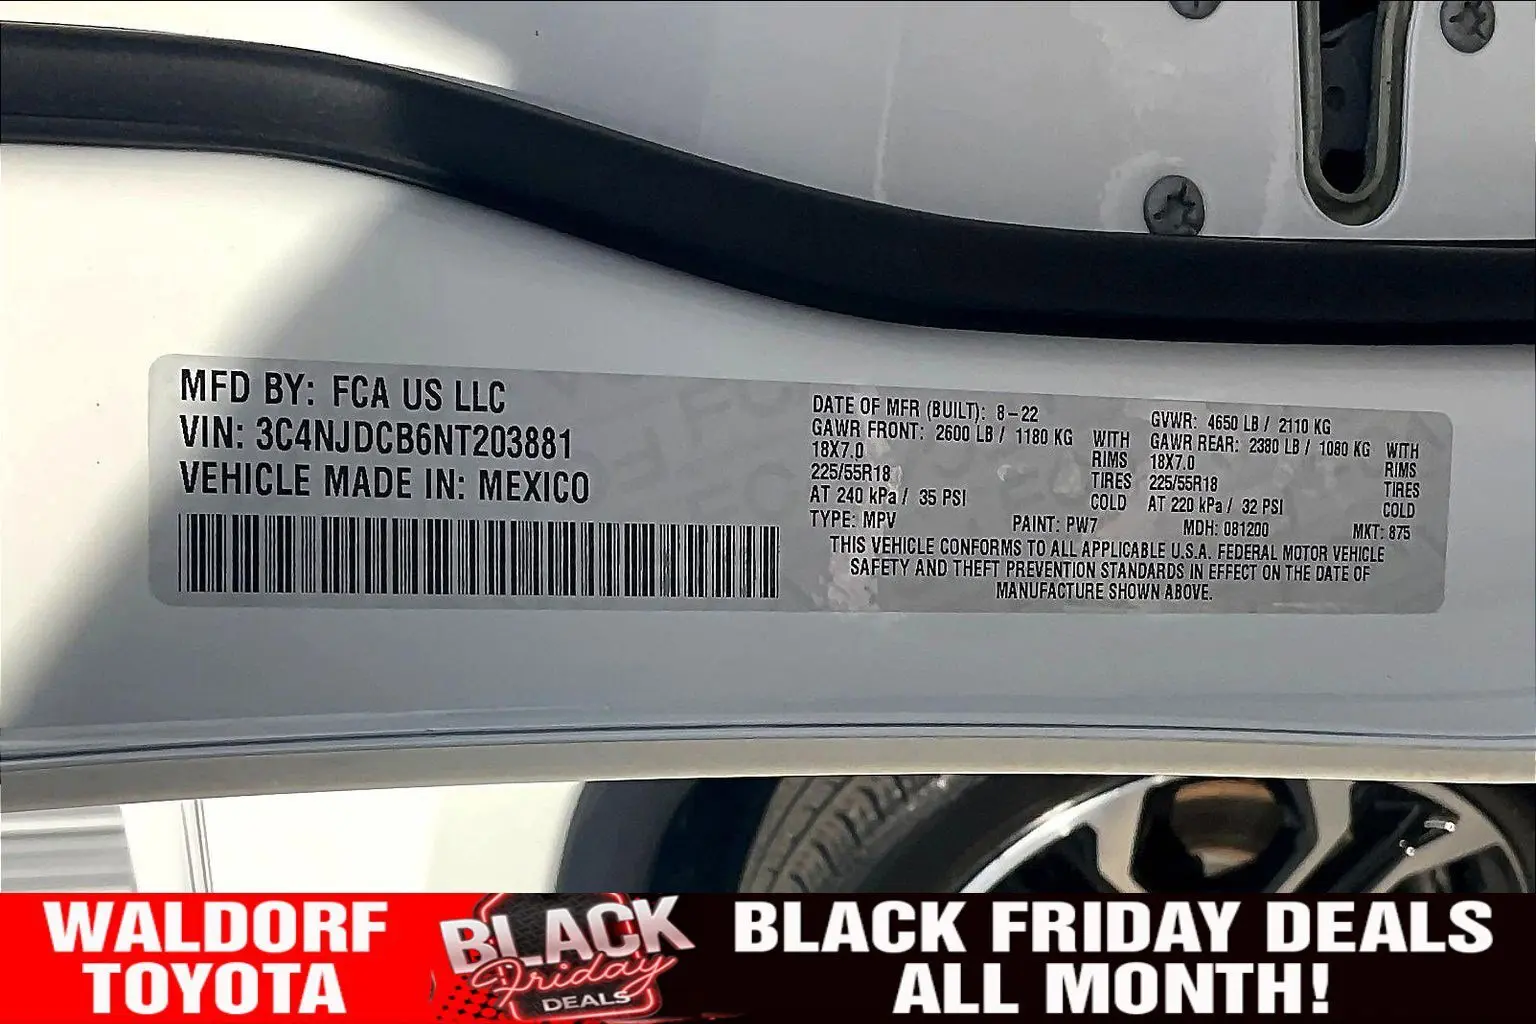 MFD BY: FCA US LLC
VIN: 3C4NJDCB6NT203881
VEHICLE MADE IN: MEXICO
DATE OF MFR (BUILT): 8-22
GAWR FRONT: 2600 LB / 1180 KG WITH
18X7.0 RIMS
225/55R18 TIRES
AT 240 kPa / 35 PSI COLD
GVWR: 4650 LB / 2110 KG
GAWR REAR: 2380 LB / 1080 KG WITH
18X7.0 RIMS
225/55R18 TIRES
AT 220 kPa / 32 PSI COLD
TYPE: MPV PAINT: PW7 MDH: 081200 MKT: 875
THIS VEHICLE CONFORMS TO ALL APPLICABLE U.S.A. FEDERAL MOTOR VEHICLE
SAFETY AND THEFT PREVENTION STANDARDS IN EFFECT ON THE DATE OF
MANUFACTURE SHOWN ABOVE.
WALDORF
TOYOTA
BLACK
Friday
DEALS
BLACK FRIDAY DEALS
ALL MONTH!